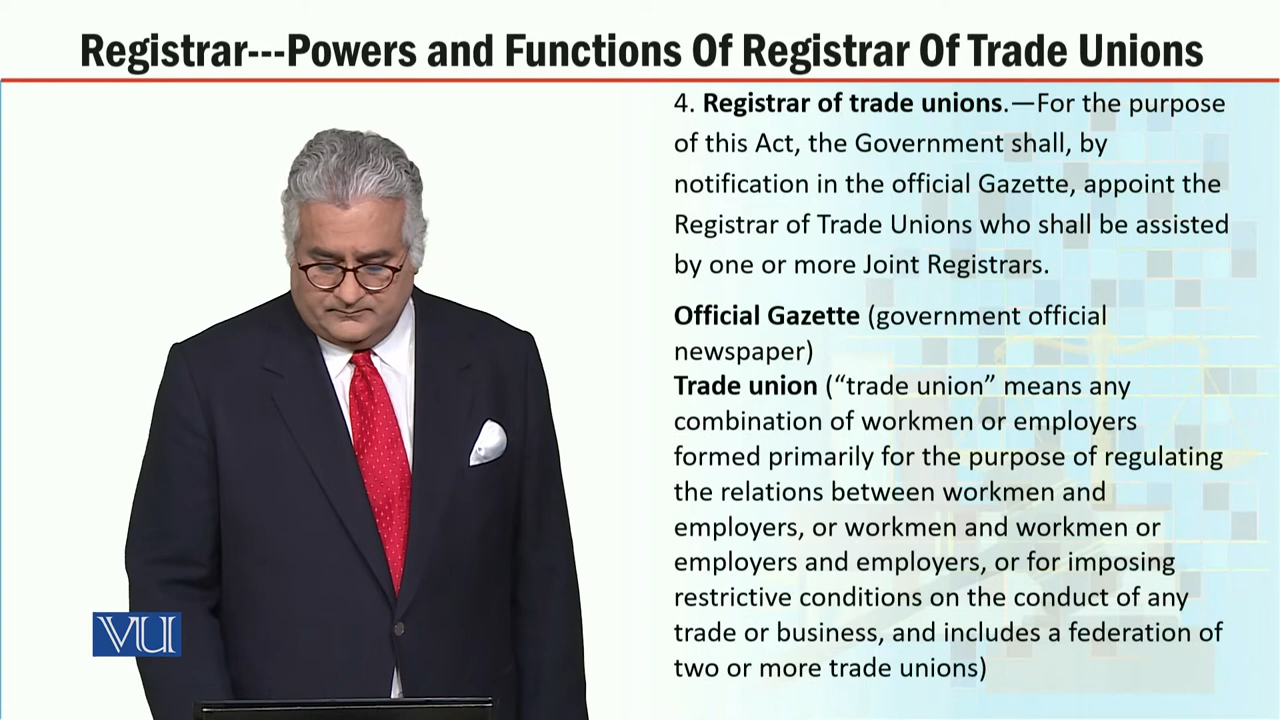 Registrar---Powers and Functions Of Registrar Of Trade Unions
4. Registrar of trade unions.—For the purpose
of this Act, the Government shall, by
notification in the official Gazette, appoint the
Registrar of Trade Unions who shall be assisted
by one or more Joint Registrars.
Official Gazette (government official
newspaper)
Trade union (“trade union” means any
combination of workmen or employers
formed primarily for the purpose of regulating
the relations between workmen and
employers, or workmen and workmen or
employers and employers, or for imposing
restrictive conditions on the conduct of any
trade or business, and includes a federation of
two or more trade unions)
VU